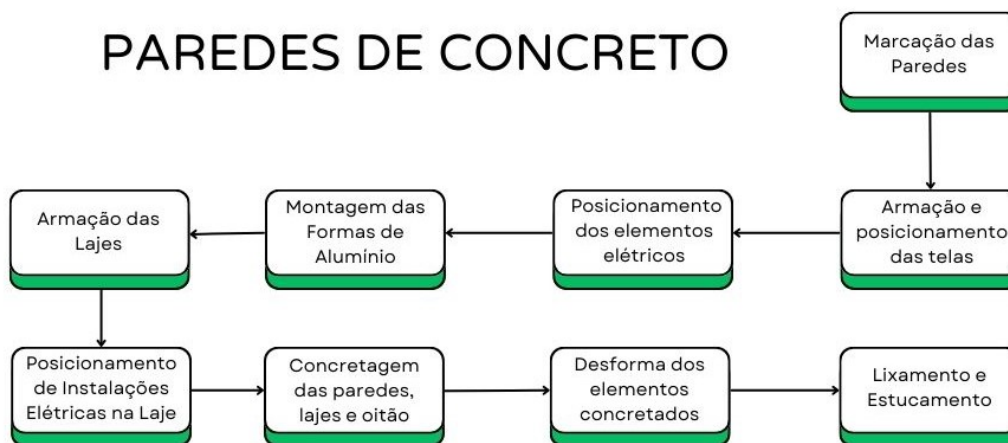 PAREDES DE CONCRETO
Marcação das
Paredes
Armação e
posicionamento
das telas
Posicionamento
dos elementos
elétricos
Montagem das
Formas de
Alumínio
Armação das
Lajes
Posicionamento
de Instalações
Elétricas na Laje
Concretagem
das paredes,
lajes e oitão
Desforma dos
elementos
concretados
Lixamento e
Estucamento